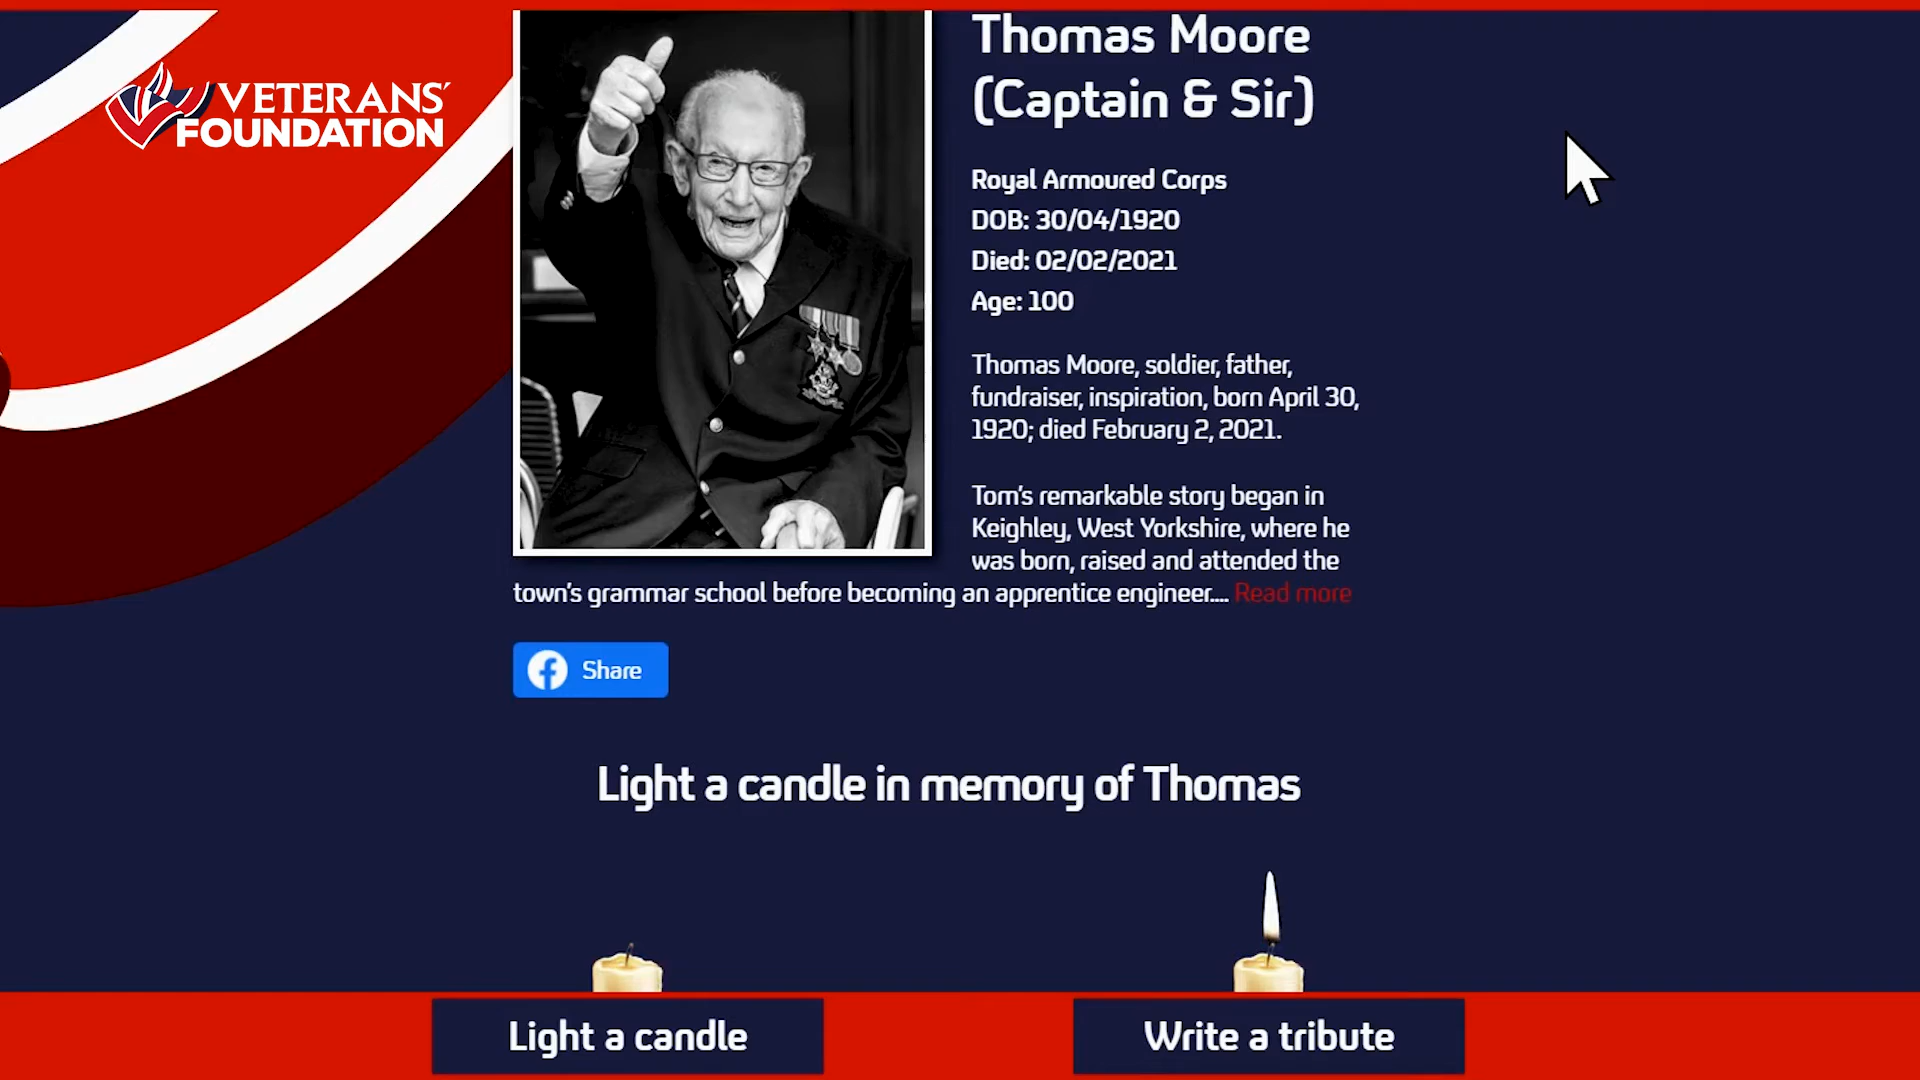 VETERANS'
FOUNDATION
Thomas Moore
(Captain & Sir)
Royal Armoured Corps
DOB: 30/04/1920
Died: 02/02/2021
Age: 100
Thomas Moore, soldier, father,
fundraiser, inspiration, born April 30,
1920; died February 2, 2021.
Tom's remarkable story began in
Keighley, West Yorkshire, where he
was born, raised and attended the
town's grammar school before becoming an apprentice engineer.... Read more
Share
Light a candle in memory of Thomas
Light a candle
Write a tribute